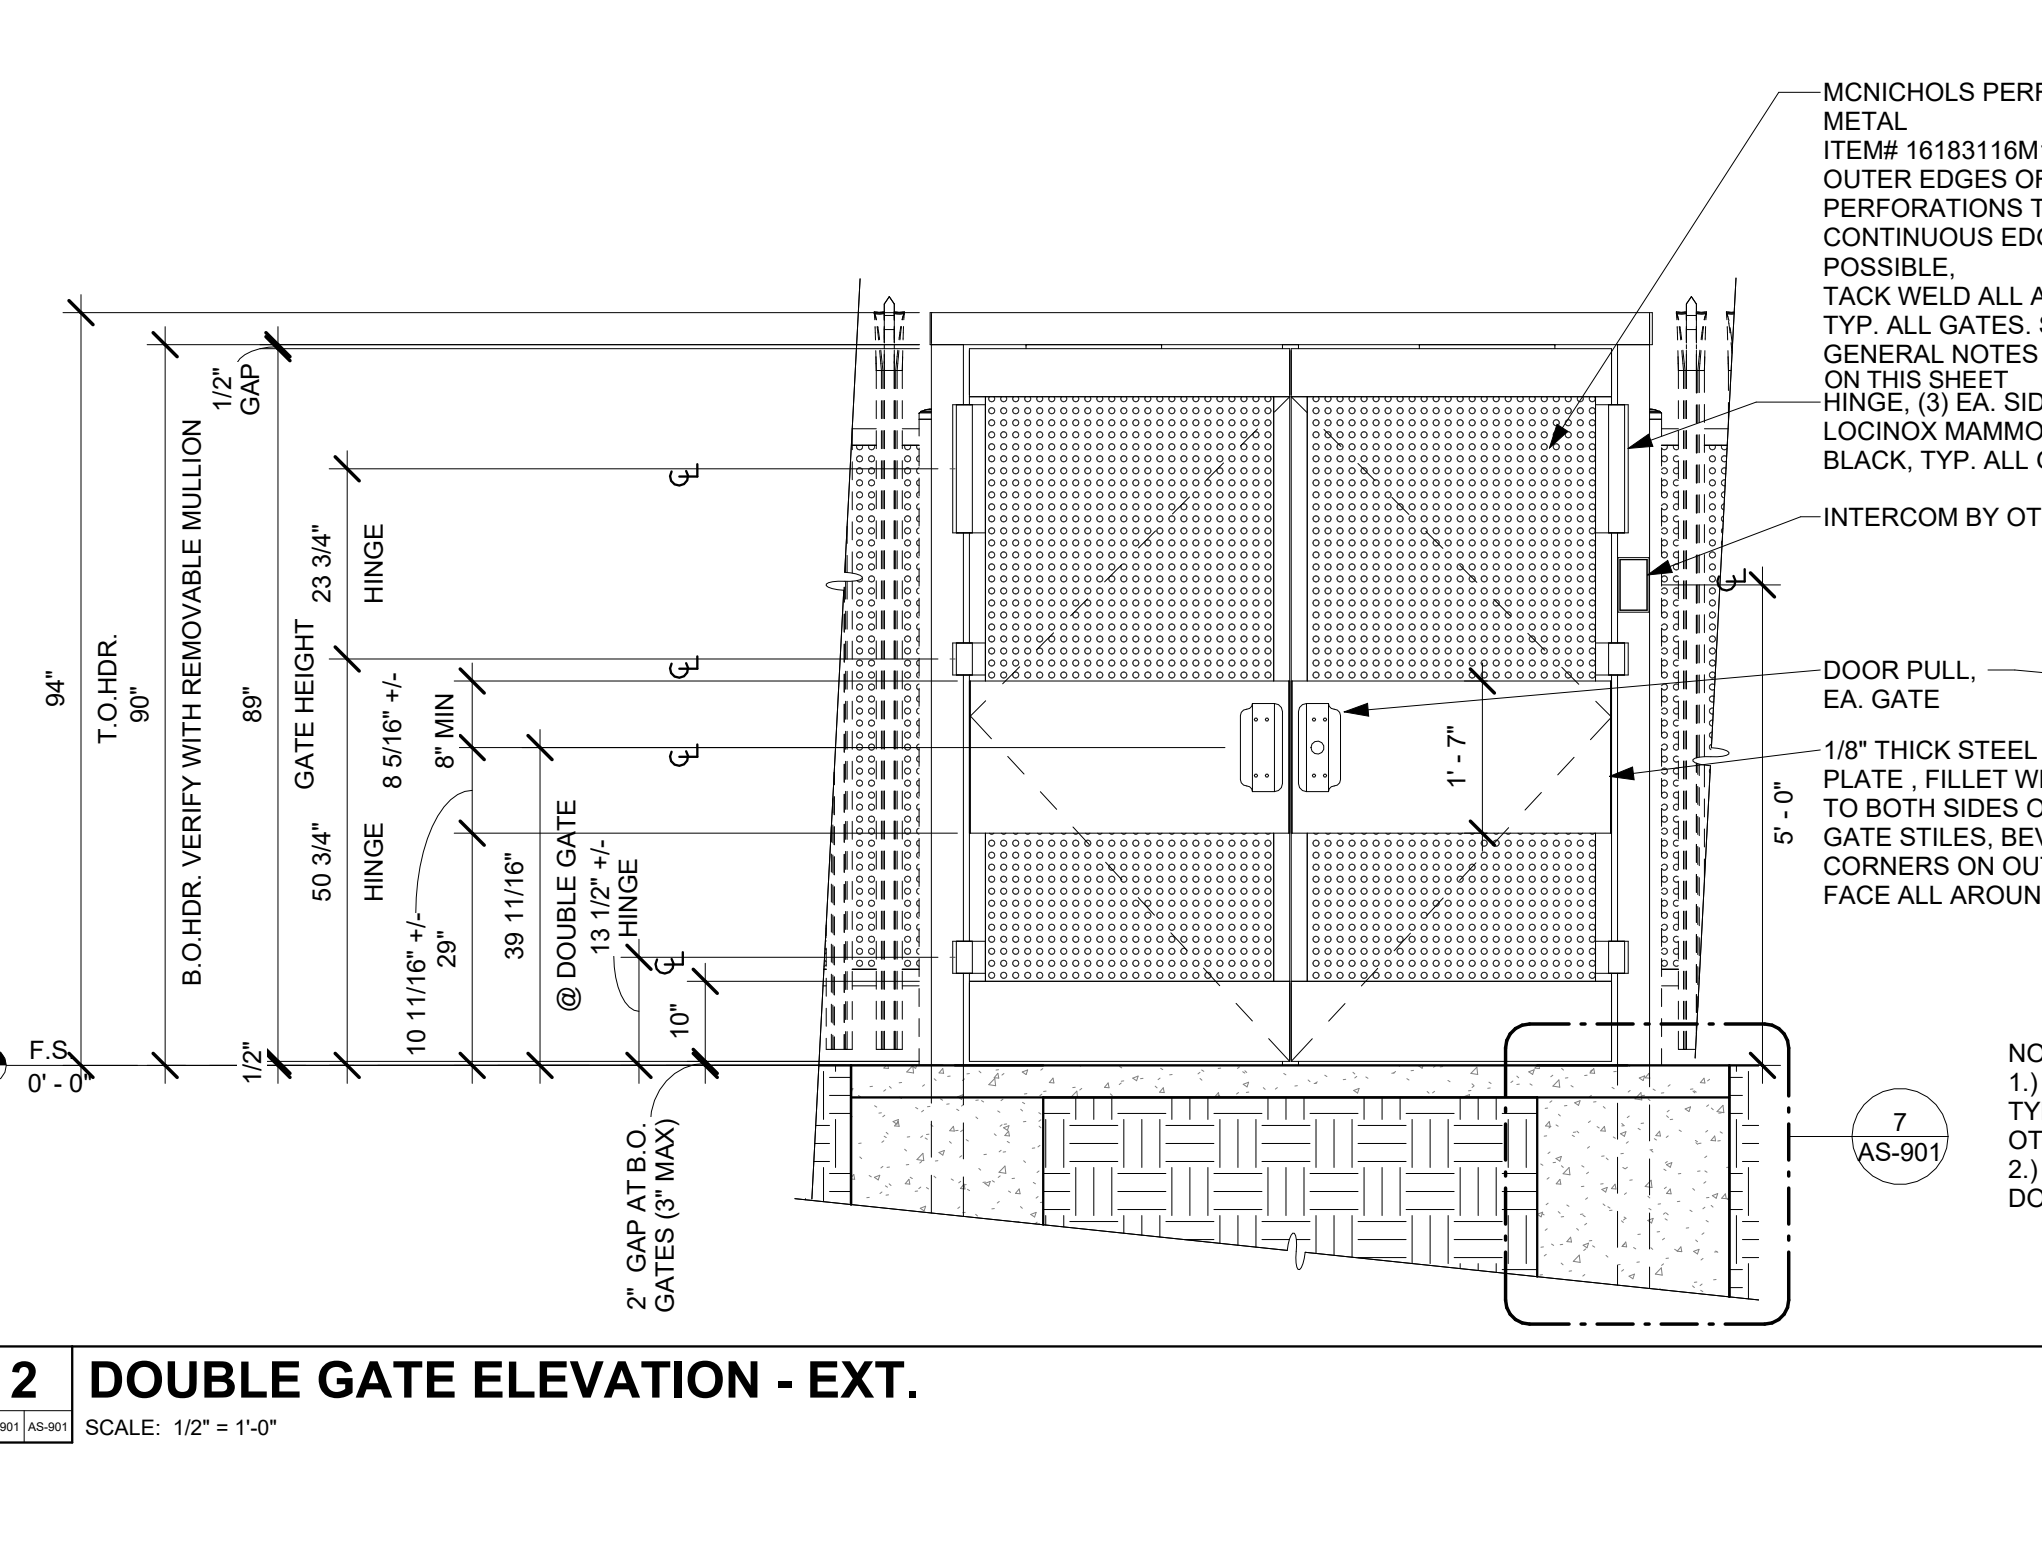 MCNICHOLS PERF
METAL
ITEM# 16183116M
OUTER EDGES OF
PERFORATIONS T
CONTINUOUS EDG
POSSIBLE,
TACK WELD ALL A
TYP. ALL GATES. S
GENERAL NOTES
ON THIS SHEET
HINGE, (3) EA. SID
LOCINOX MAMMO
BLACK, TYP. ALL G
INTERCOM BY OT
DOOR PULL,
EA. GATE
1/8" THICK STEEL
PLATE , FILLET WE
TO BOTH SIDES O
GATE STILES, BEV
CORNERS ON OUT
FACE ALL AROUN
94"
T.O.HDR.
90"
B.O.HDR. VERIFY WITH REMOVABLE MULLION
1/2"
GAP
89"
GATE HEIGHT
1/2"
23 3/4"
HINGE
50 3/4"
HINGE
8 5/16" +/-
8" MIN
10 11/16" +/-
29"
39 11/16"
@ DOUBLE GATE
13 1/2" +/-
HINGE
10"
2" GAP AT B.O.
GATES (3" MAX)
1' - 7"
5' - 0"
F.S.
0' - 0"
7
AS-901
NO
1.)
TY
OT
2.)
DO
2
DOUBLE GATE ELEVATION - EXT.
901 AS-901
SCALE: 1/2" = 1'-0"